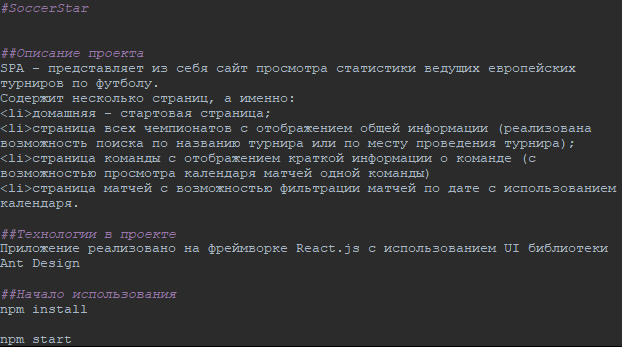 #SoccerStar
##Описание проекта
SPA - представляет из себя сайт просмотра статистики ведущих европейских
турниров по футболу.
Содержит несколько страниц, а именно:
<li>домашняя - стартовая страница;
<li>страница всех чемпионатов с отображением общей информации (реализована
возможность поиска по названию турнира или по месту проведения турнира);
<li>страница команды с отображением краткой информации о команде (с
возможностью просмотра календаря матчей одной команды)
<li>страница матчей с возможностью фильтрации матчей по дате с использованием
календаря.
##Технологии в проекте
Приложение реализовано на фреймворке React.js с использованием UI библиотеки
Ant Design
##Начало использования
npm install
npm start